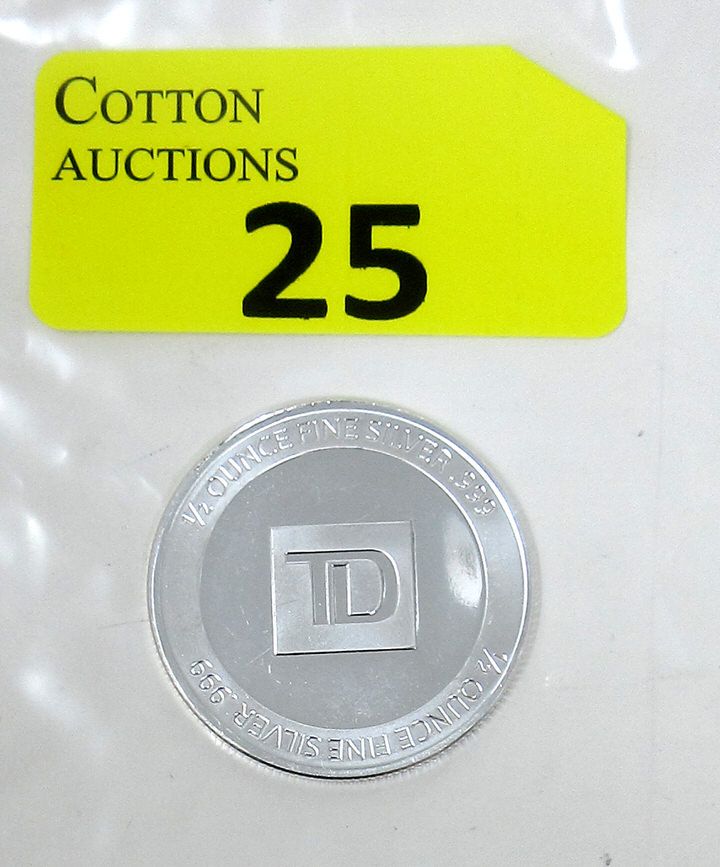 COTTON
AUCTIONS
25
½ OUNCE FINE SILVER .999
TD
½ OUNCE FINE SILVER .999